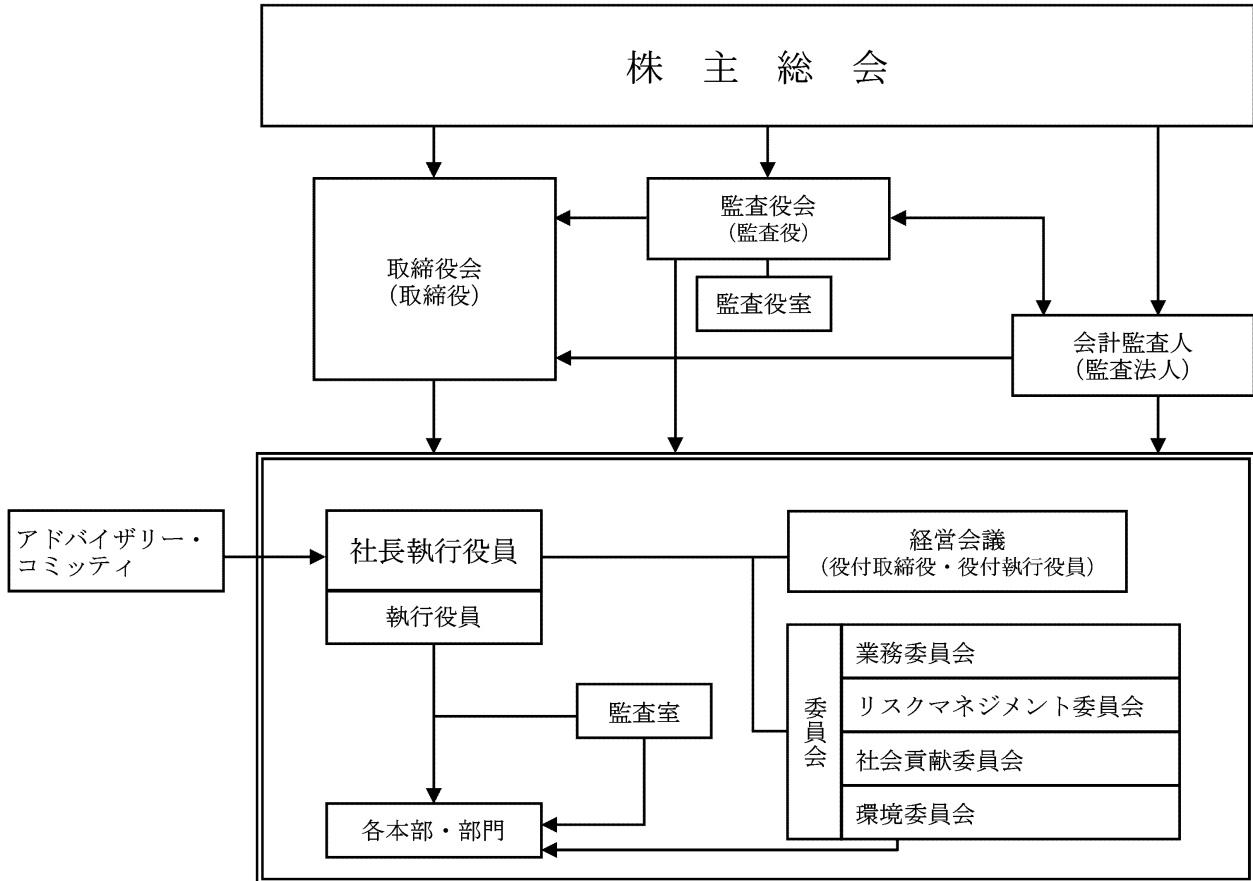 株 主 総 会
監査役会
（監査役）
取締役会
（取締役）
監査役室
会計監査人
（監査法人）
アドバイザリー・
コミッティ
社長執行役員
執行役員
経営会議
（役付取締役・役付執行役員）
委員会
業務委員会
リスクマネジメント委員会
社会貢献委員会
環境委員会
監査室
各本部・部門